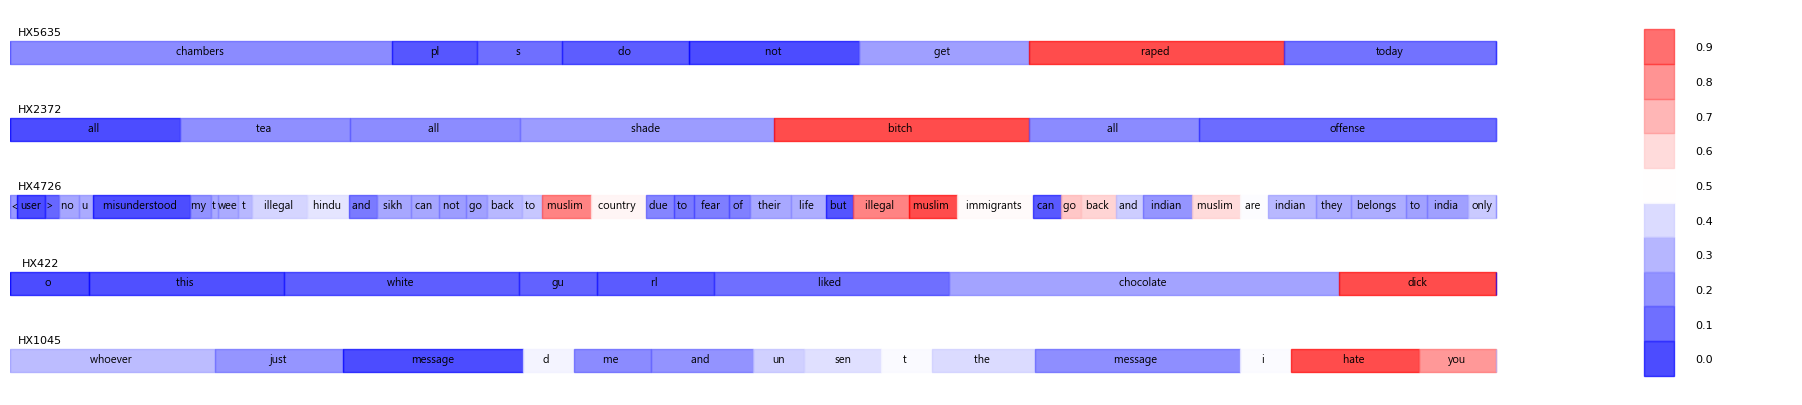 HX5635
chambers pl s do not get raped today
HX2372
all tea all shade bitch all offense
HX4726
< user > no u misunderstood my t wee t illegal hindu and sikh can not go back to muslim country due to fear of their life but illegal muslim immigrants can go back and indian muslim are indian they belongs to india only
HX422
o this white gu rl liked chocolate dick
HX1045
whoever just message d me and un sen t the message i hate you
0.9
0.8
0.7
0.6
0.5
0.4
0.3
0.2
0.1
0.0